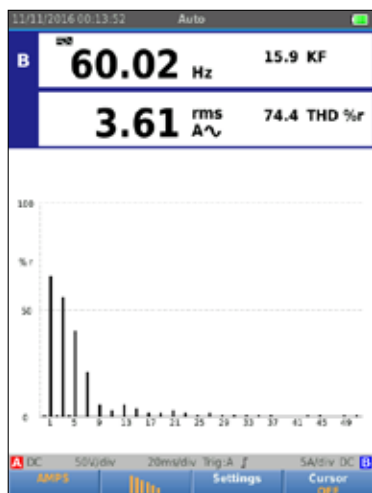 11/11/2016 00:13:52 Auto
B 60.02 Hz 15.9 KF
3.61 rms A∿ 74.4 THD %r
100
%r
50
0
1 5 9 13 17 21 25 29 33 37 41 45 49
A DC 50V/div 20ms/div Trig:A ∫ 5A/div DC B
AMPS Settings Cursor
OFF